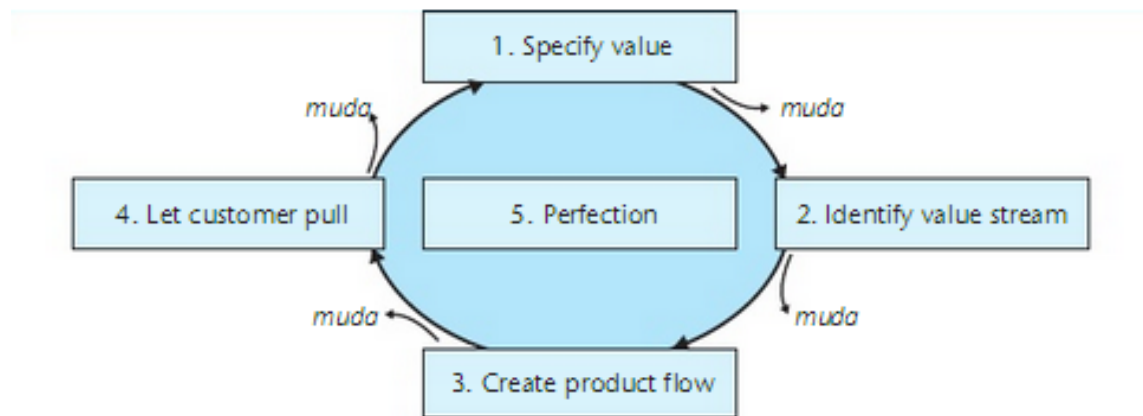 1. Specify value
muda
muda
4. Let customer pull
5. Perfection
2. Identify value stream
muda
muda
3. Create product flow